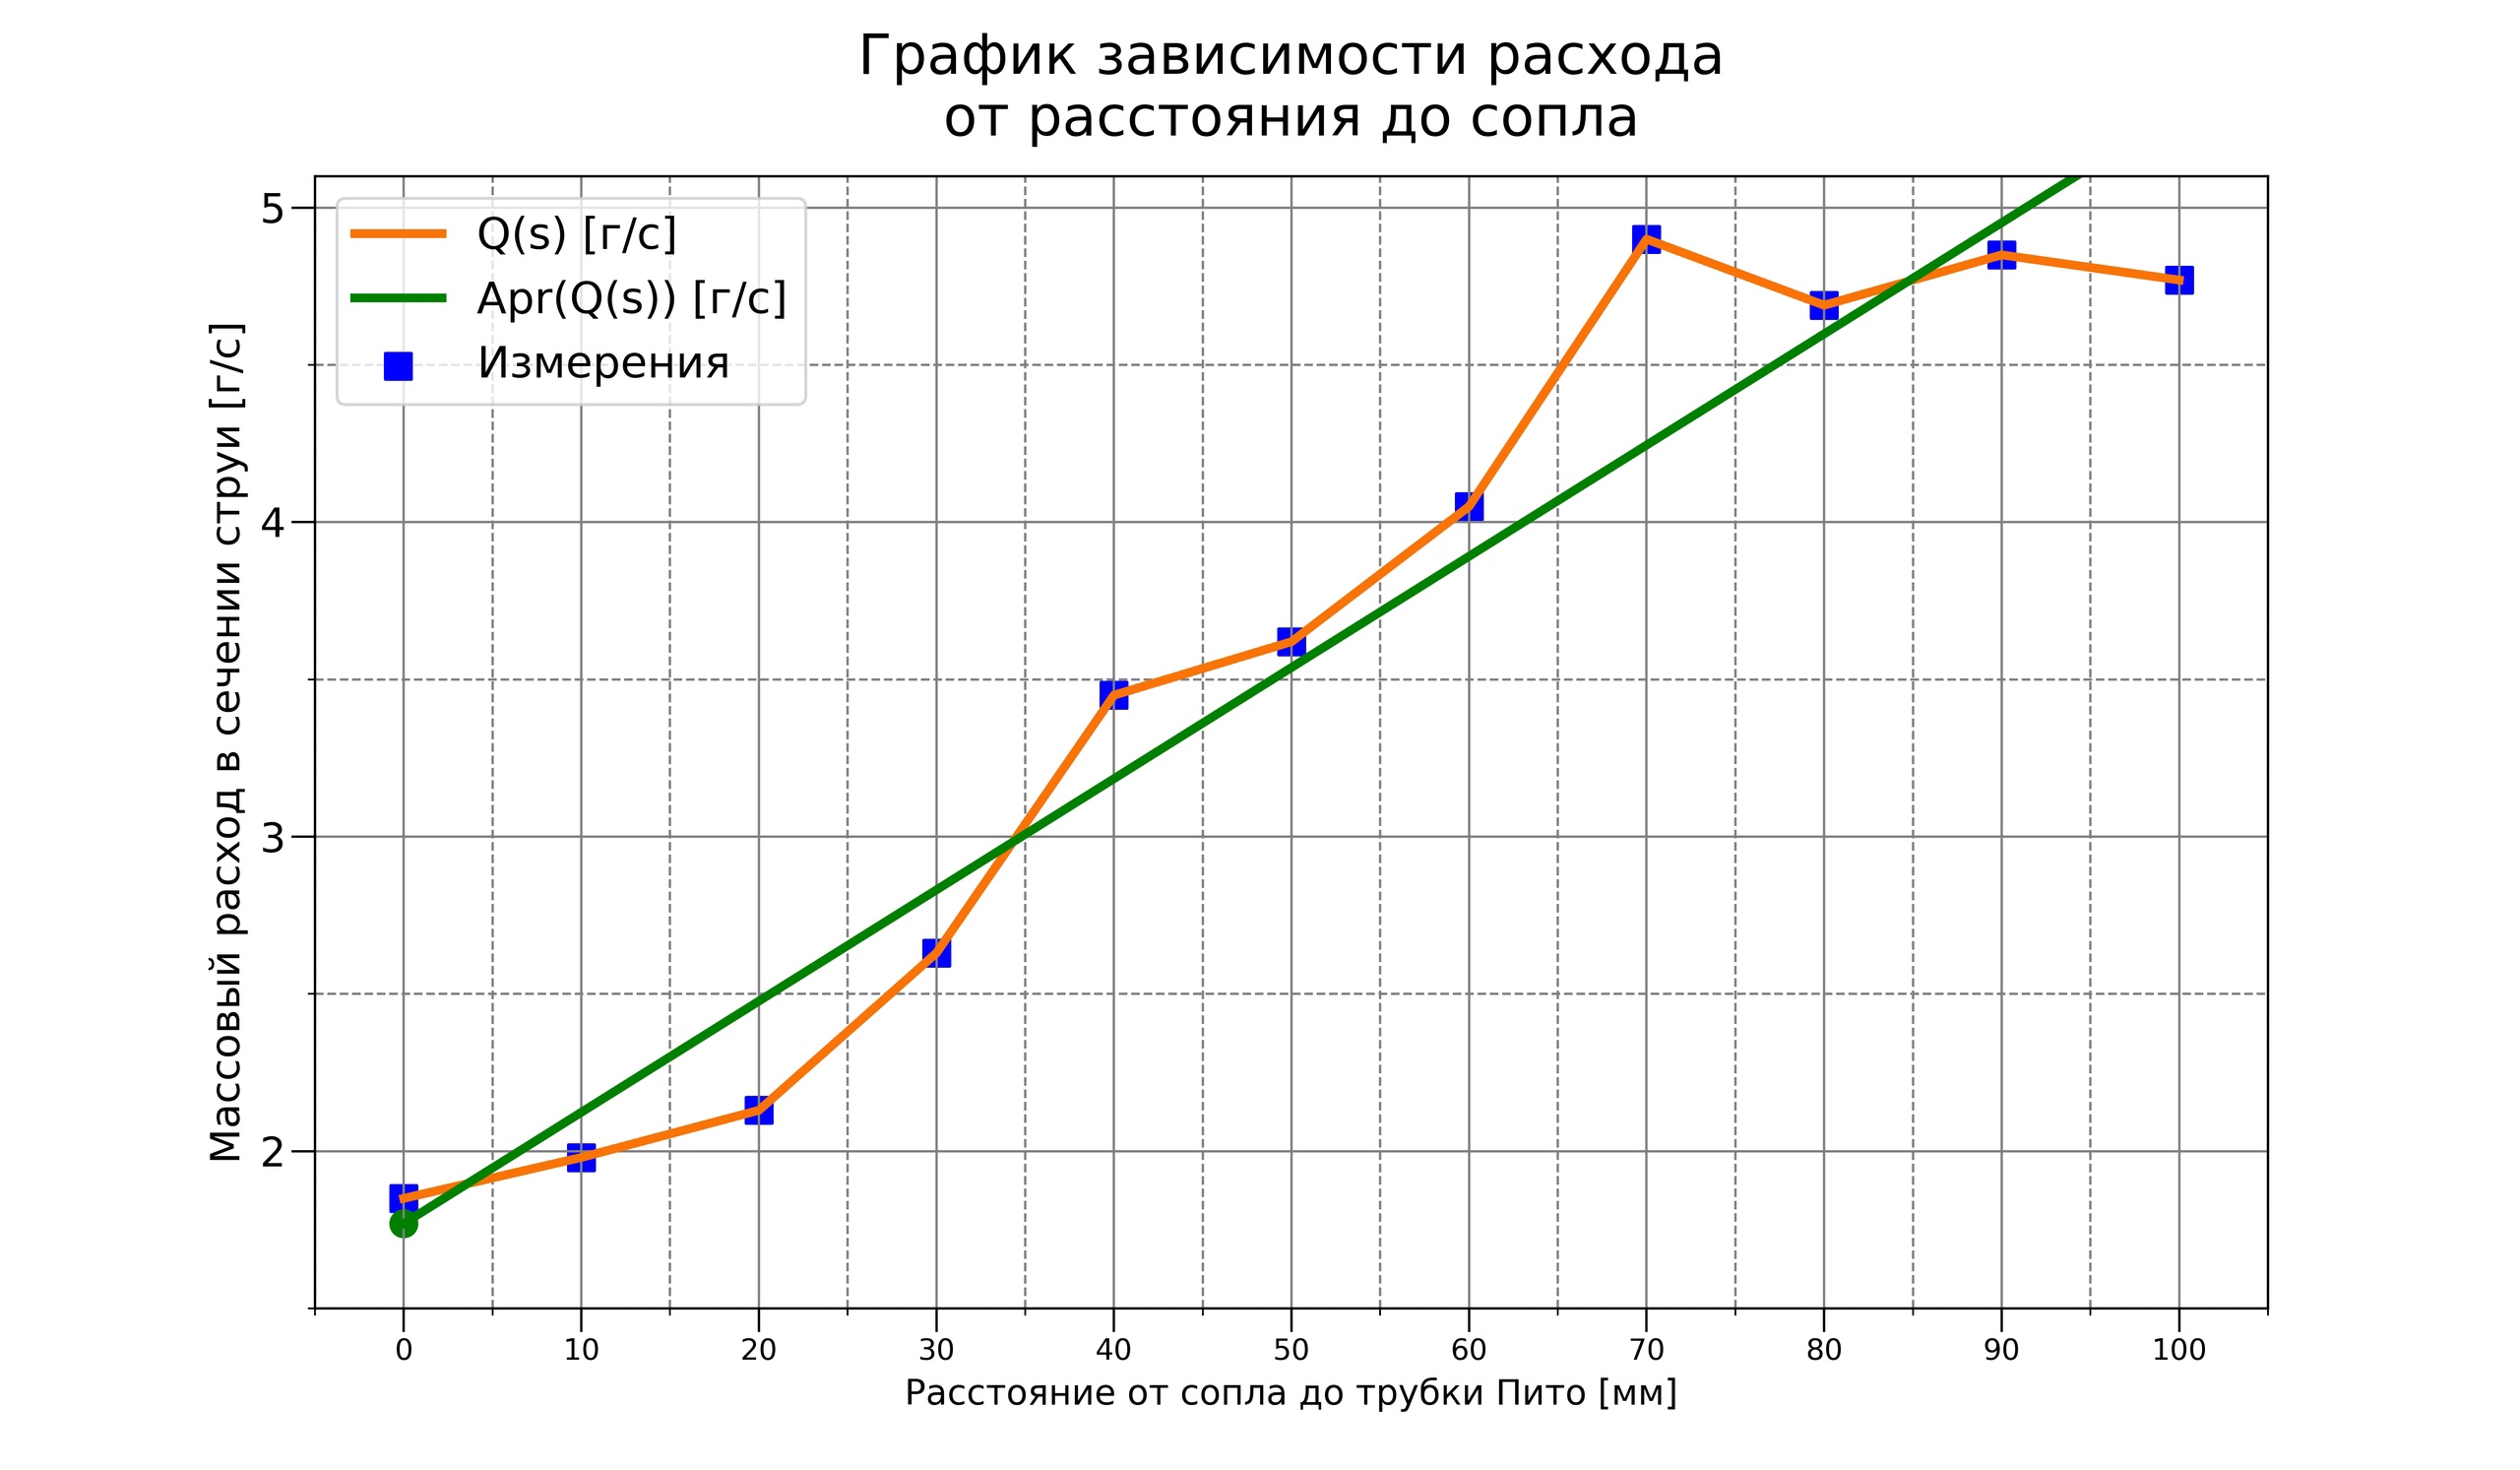 График зависимости расхода
от расстояния до сопла
Q(s) [г/с]
Apr(Q(s)) [г/с]
Измерения
Массовый расход в сечении струи [г/с]
5
4
3
2
0 10 20 30 40 50 60 70 80 90 100
Расстояние от сопла до трубки Пито [мм]